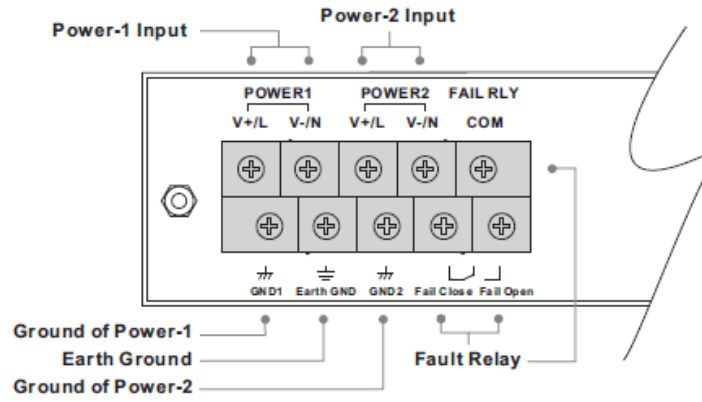 Power-1 Input
Power-2 Input
POWER1 POWER2 FAIL RLY
V+/L V-/N V+/L V-/N COM
GND1 Earth GND GND2 Fail Close Fail Open
Ground of Power-1
Earth Ground
Fault Relay
Ground of Power-2